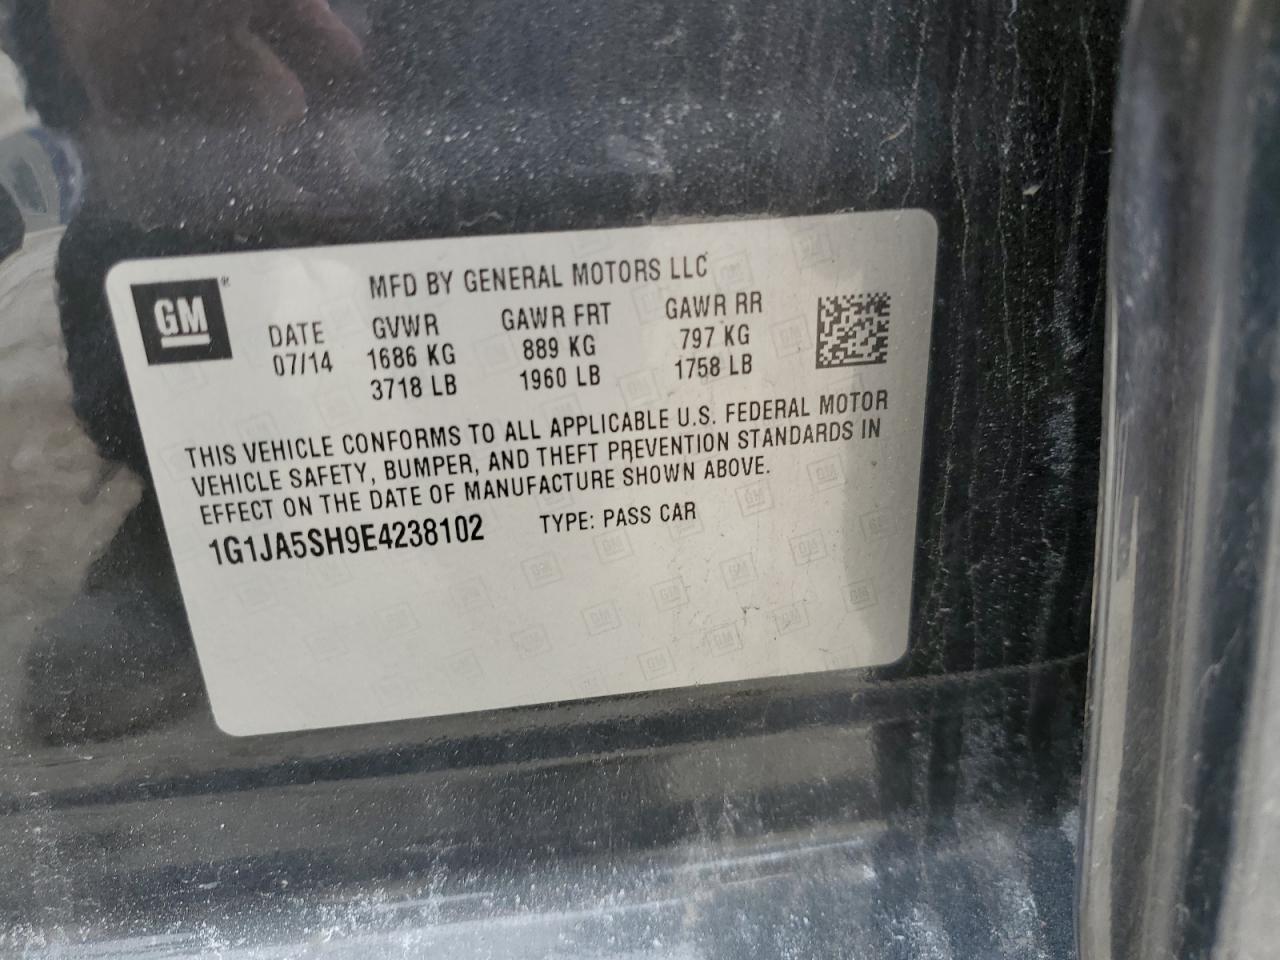 GM®
MFD BY GENERAL MOTORS LLC
DATE GVWR GAWR FRT GAWR RR
07/14 1686 KG 889 KG 797 KG
3718 LB 1960 LB 1758 LB
THIS VEHICLE CONFORMS TO ALL APPLICABLE U.S. FEDERAL MOTOR
VEHICLE SAFETY, BUMPER, AND THEFT PREVENTION STANDARDS IN
EFFECT ON THE DATE OF MANUFACTURE SHOWN ABOVE.
1G1JA5SH9E4238102 TYPE: PASS CAR